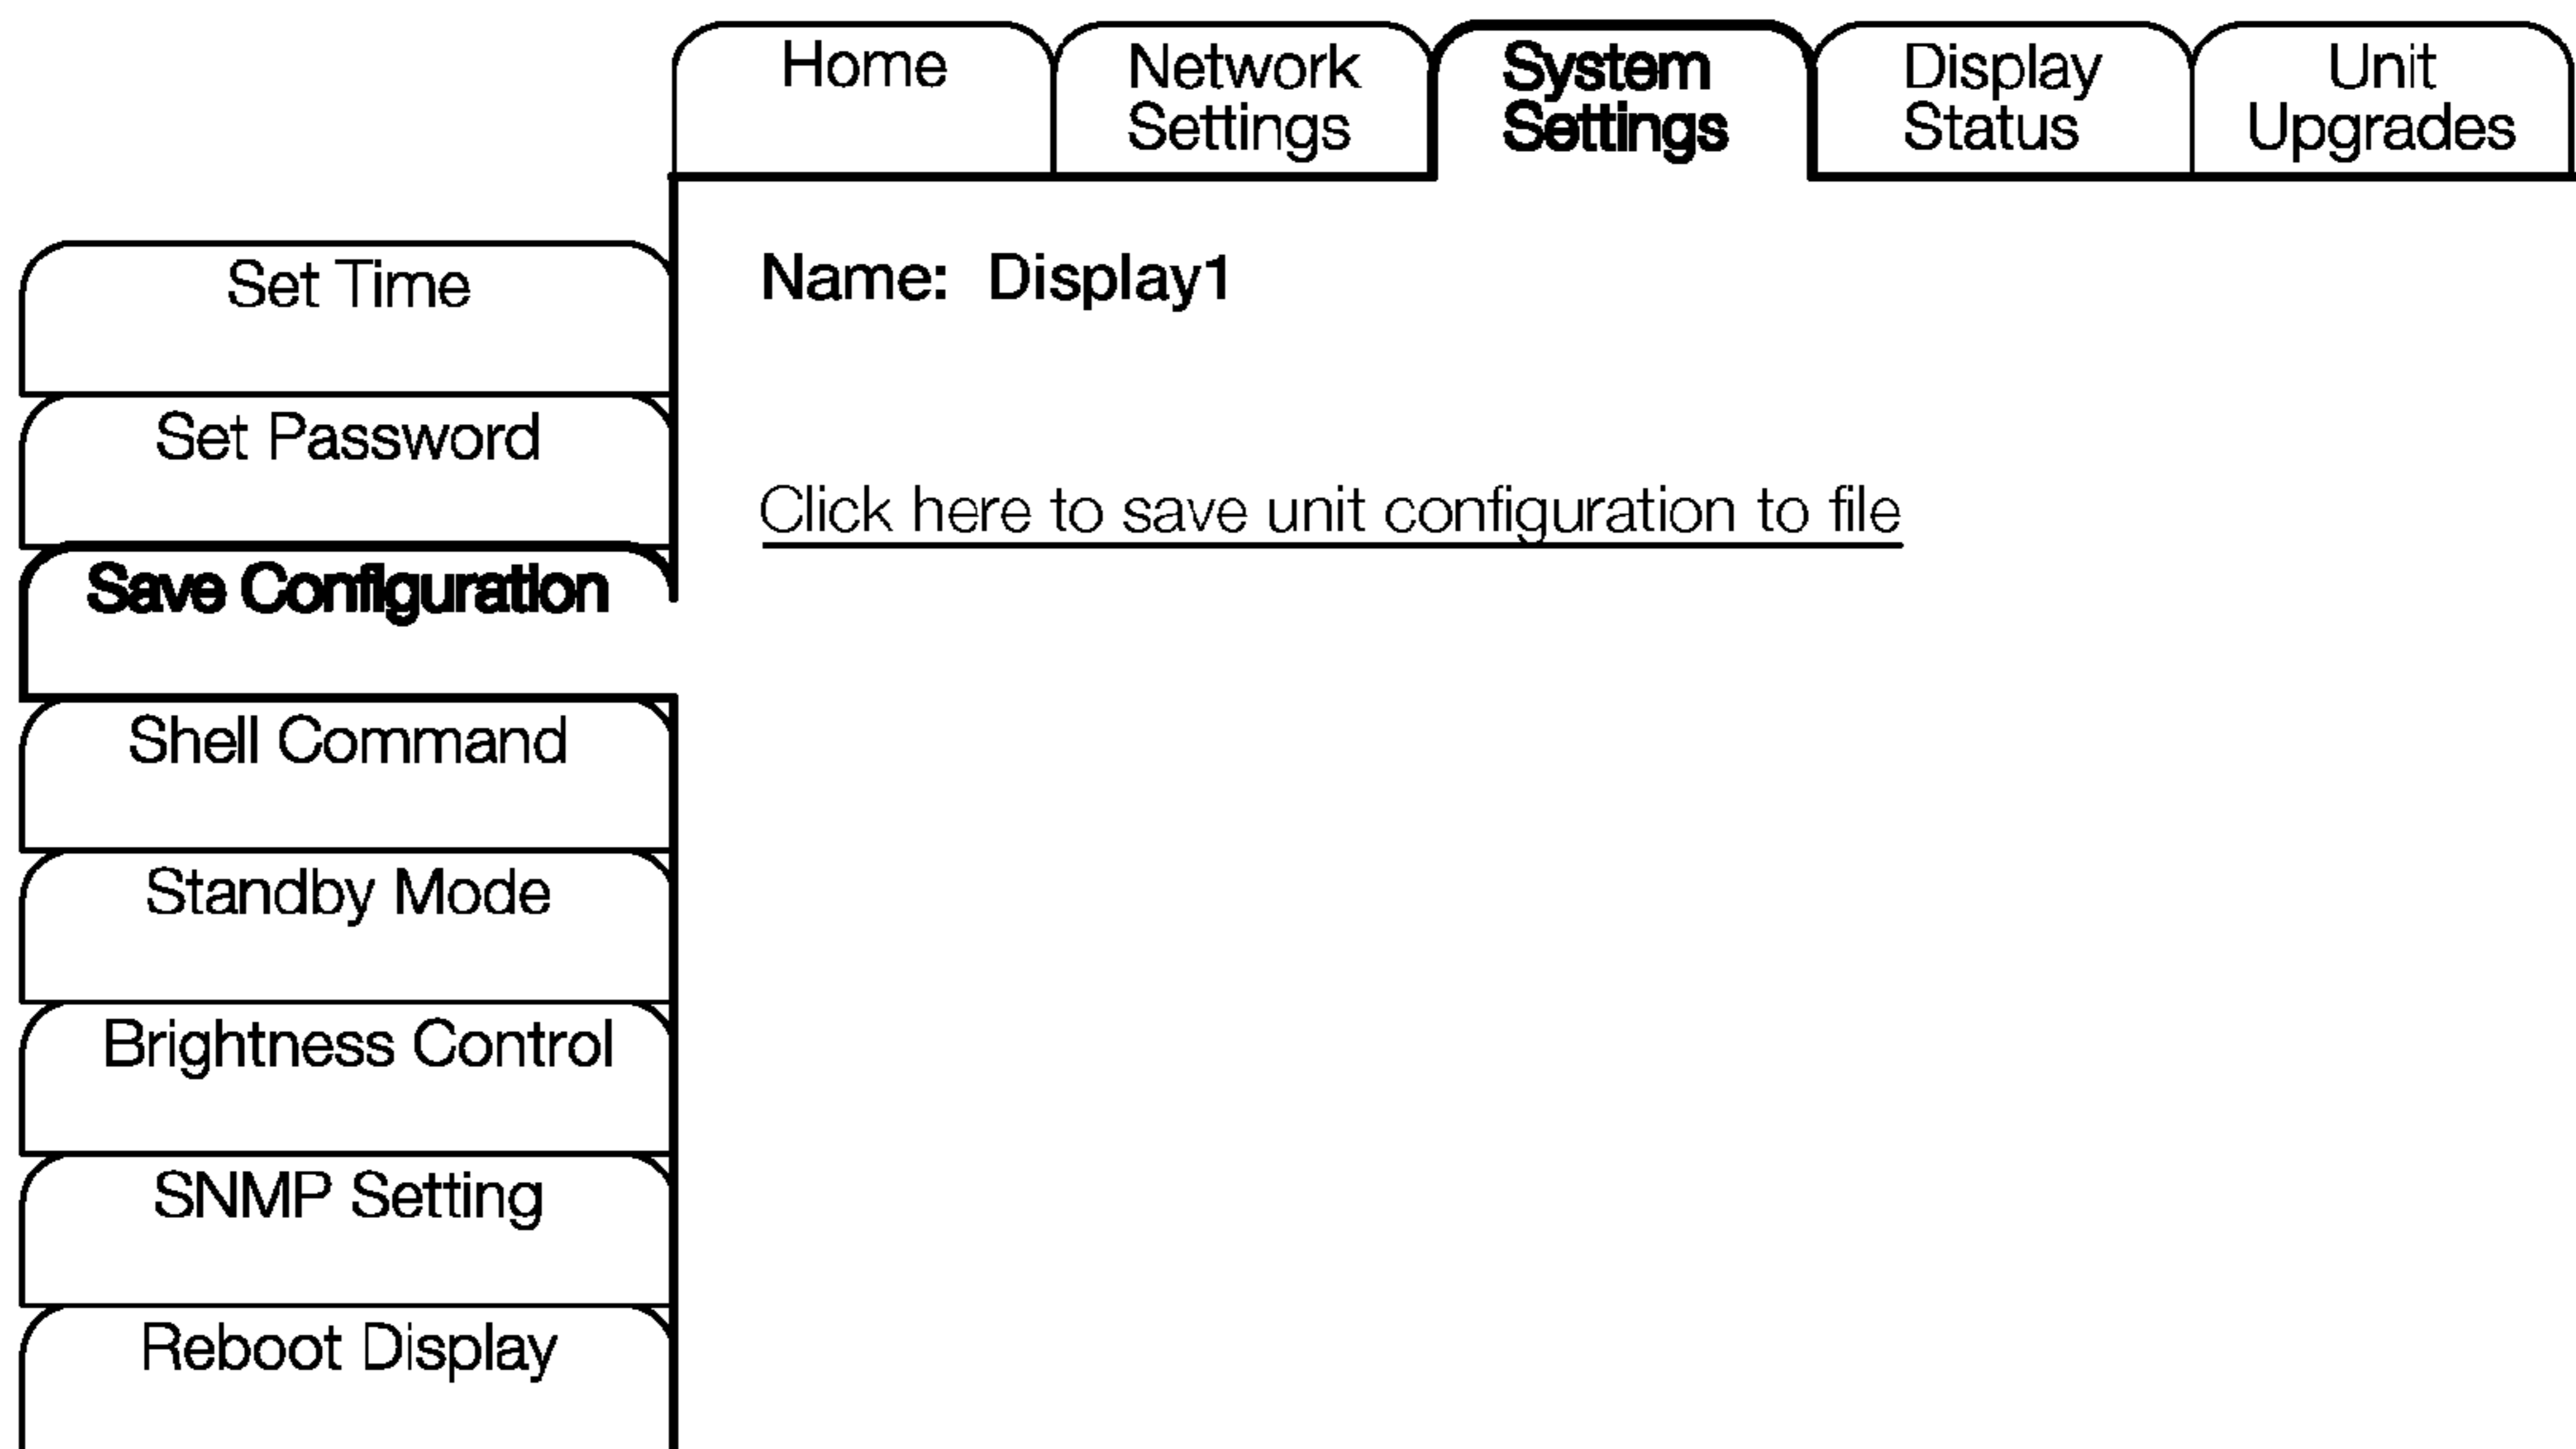 Home
Network
Settings
System
Settings
Display
Status
Unit
Upgrades
Set Time
Set Password
Save Configuration
Shell Command
Standby Mode
Brightness Control
SNMP Setting
Reboot Display
Name: Display1
Click here to save unit configuration to file